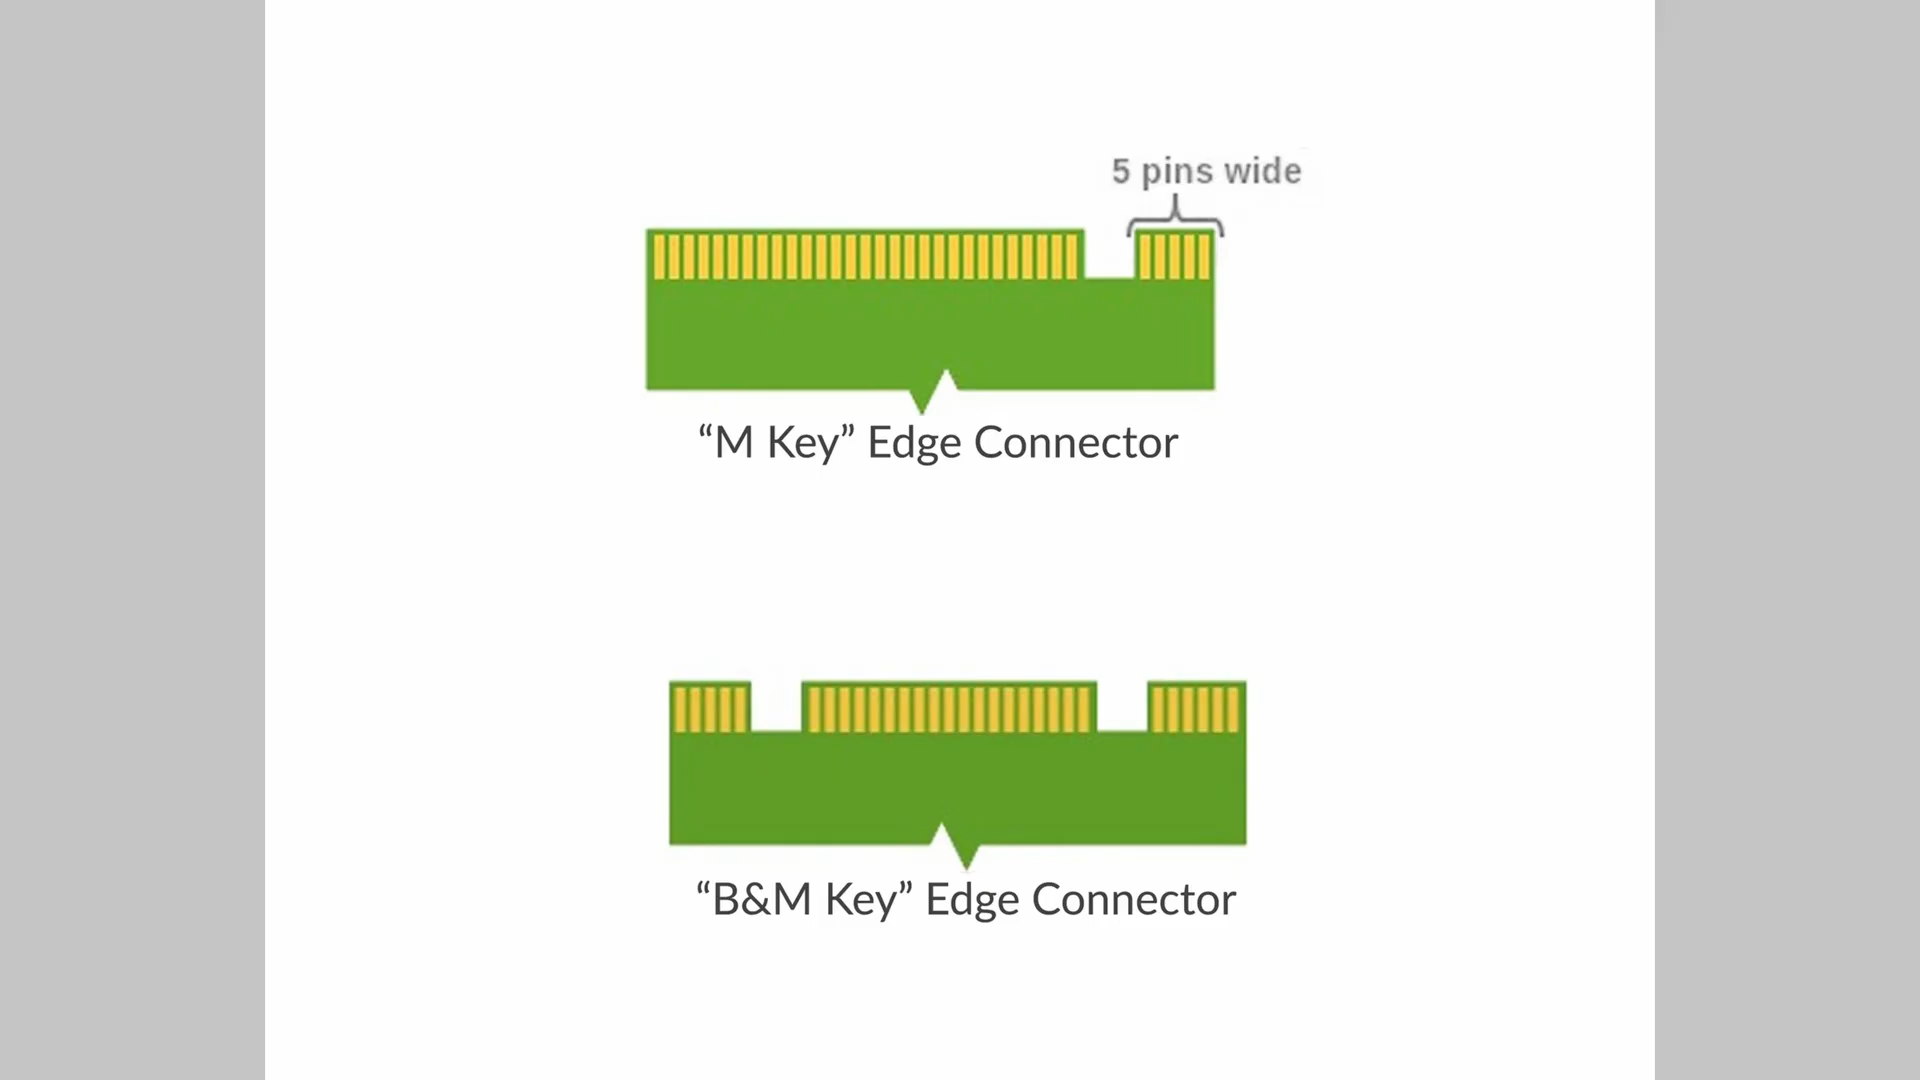 5 pins wide
“M Key” Edge Connector
“B&M Key” Edge Connector